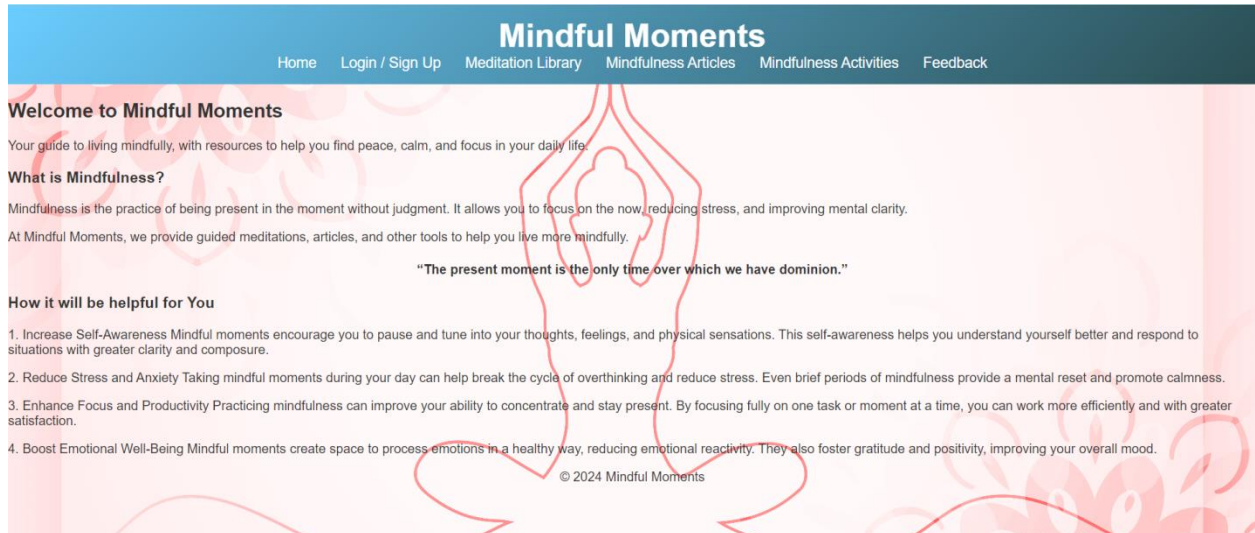 Mindful Moments
Home Login / Sign Up Meditation Library Mindfulness Articles Mindfulness Activities Feedback
Welcome to Mindful Moments
Your guide to living mindfully, with resources to help you find peace, calm, and focus in your daily life.
What is Mindfulness?
Mindfulness is the practice of being present in the moment without judgment. It allows you to focus on the now, reducing stress, and improving mental clarity.
At Mindful Moments, we provide guided meditations, articles, and other tools to help you live more mindfully.
“The present moment is the only time over which we have dominion.”
How it will be helpful for You
1. Increase Self-Awareness Mindful moments encourage you to pause and tune into your thoughts, feelings, and physical sensations. This self-awareness helps you understand yourself better and respond to
situations with greater clarity and composure.
2. Reduce Stress and Anxiety Taking mindful moments during your day can help break the cycle of overthinking and reduce stress. Even brief periods of mindfulness provide a mental reset and promote calmness.
3. Enhance Focus and Productivity Practicing mindfulness can improve your ability to concentrate and stay present. By focusing fully on one task or moment at a time, you can work more efficiently and with greater
satisfaction.
4. Boost Emotional Well-Being Mindful moments create space to process emotions in a healthy way, reducing emotional reactivity. They also foster gratitude and positivity, improving your overall mood.
© 2024 Mindful Moments